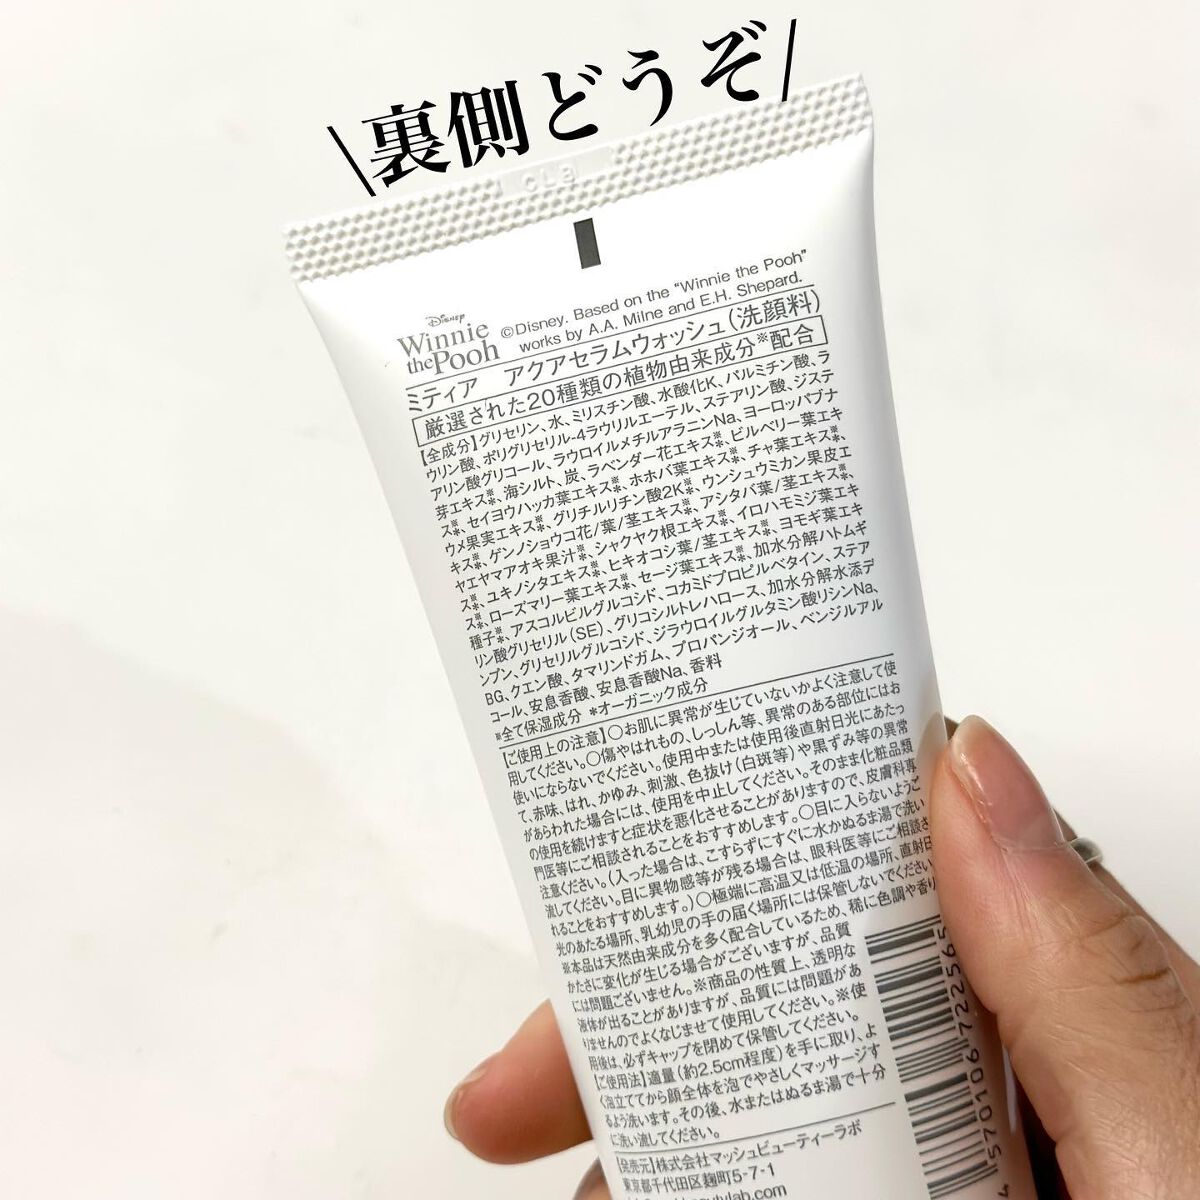 \裏側どうぞ/
CLB
Disney
Winnie
the Pooh
©Disney. Based on the "Winnie the Pooh"
works by A.A. Milne and E.H. Shepard.
ミティア　アクアセラムウォッシュ(洗顔料)
厳選された20種類の植物由来成分※配合
【全成分】グリセリン、水、ミリスチン酸、水酸化K、パルミチン酸、ラ
ウリン酸、ポリグリセリル-4ラウリルエーテル、ステアリン酸、ジステ
アリン酸グリコール、ラウロイルメチルアラニンNa、ヨーロッパブナ
芽エキス※、海シルト、炭、ラベンダー花エキス※*、ビルベリー葉エキ
ス※*、セイヨウハッカ葉エキス※*、ホホバ葉エキス※*、チャ葉エキス※*、
ウメ果実エキス※*、グリチルリチン酸2K※、ウンシュウミカン果皮エ
キス※*、ゲンノショウコ花/葉/茎エキス※*、アシタバ葉/茎エキス※*、
ヤエヤマアオキ果汁※*、シャクヤク根エキス※*、イロハモミジ葉エキ
ス※*、ユキノシタエキス※*、ヒキオコシ葉/茎エキス※*、ヨモギ葉エキ
ス※*、ローズマリー葉エキス※*、セージ葉エキス※*、加水分解ハトムギ
種子※*、アスコルビルグルコシド、コカミドプロピルベタイン、ステア
リン酸グリセリル(SE)、グリコシルトレハロース、加水分解水添デ
ンプン、グリセリルグルコシド、ジラウロイルグルタミン酸リシンNa、
BG、クエン酸、タマリンドガム、プロパンジオール、ベンジルアル
コール、安息香酸、安息香酸Na、香料
※全て保湿成分 *オーガニック成分
【ご使用上の注意】○お肌に異常が生じていないかよく注意して使
用してください。○傷やはれもの、しっしん等、異常のある部位にはお
使いにならないでください。使用中または使用後直射日光にあたっ
て、赤味、はれ、かゆみ、刺激、色抜け(白斑等)や黒ずみ等の異常
があらわれた場合には、使用を中止してください。そのまま化粧品類
の使用を続けますと症状を悪化させることがありますので、皮膚科専
門医等にご相談されることをおすすめします。○目に入らないようご
注意ください。(入った場合は、こすらずにすぐに水かぬるま湯で洗い
流してください。目に異物感等が残る場合は、眼科医等にご相談さ
れることをおすすめします。)○極端に高温又は低温の場所、直射日
光のあたる場所、乳幼児の手の届く場所には保管しないでください
※本品は天然由来成分を多く配合しているため、稀に色調や香り
かたさに変化が生じる場合がございますが、品質
には問題ございません。※商品の性質上、透明な
液体が出ることがありますが、品質には問題があ
りませんのでよくなじませて使用してください。※使
用後は、必ずキャップを閉めて保管してください。
【ご使用法】適量(約2.5cm程度)を手に取り、よ
く泡立ててから顔全体を泡でやさしくマッサージす
るよう洗います。その後、水またはぬるま湯で十分
に洗い流してください。
【発売元】株式会社マッシュビューティーラボ
東京都千代田区麹町5-7-1
4 570106 722565